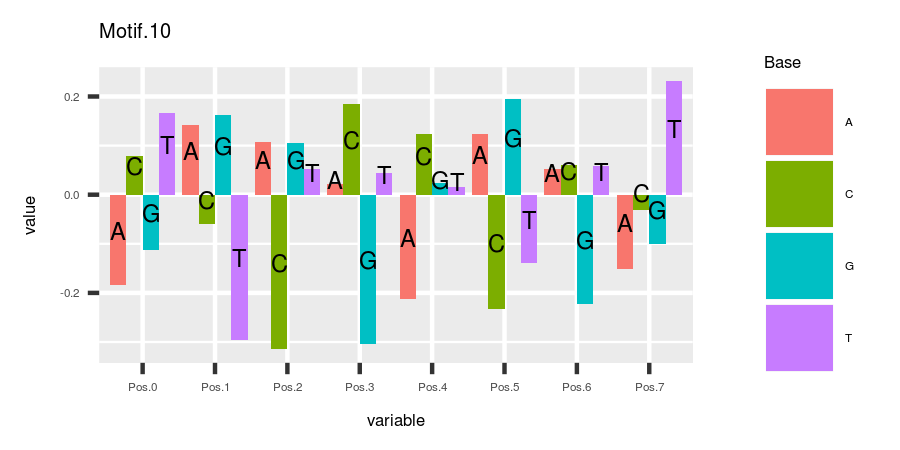 Motif.10
value
0.2
0.0
-0.2
A C G T A C G T A C G T A C G T A C G T A C G T A C G T A C G T
Pos.0 Pos.1 Pos.2 Pos.3 Pos.4 Pos.5 Pos.6 Pos.7
variable
Base
A
C
G
T